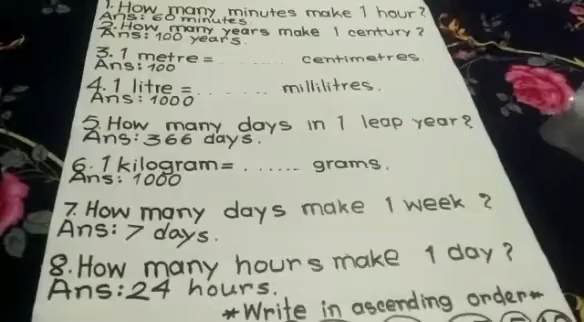 1. How many minutes make 1 hour?
Ans: 60 minutes.
2. How many years make 1 century?
Ans: 100 years.
3. 1 metre = ....... centimetres.
Ans: 100
4. 1 litre = ....... millilitres.
Ans: 1000
5. How many days in 1 leap year?
Ans: 366 days.
6. 1 kilogram = ...... grams.
Ans: 1000
7. How many days make 1 week ?
Ans: 7 days.
8. How many hours make 1 day ?
Ans: 24 hours.
*Write in ascending order*